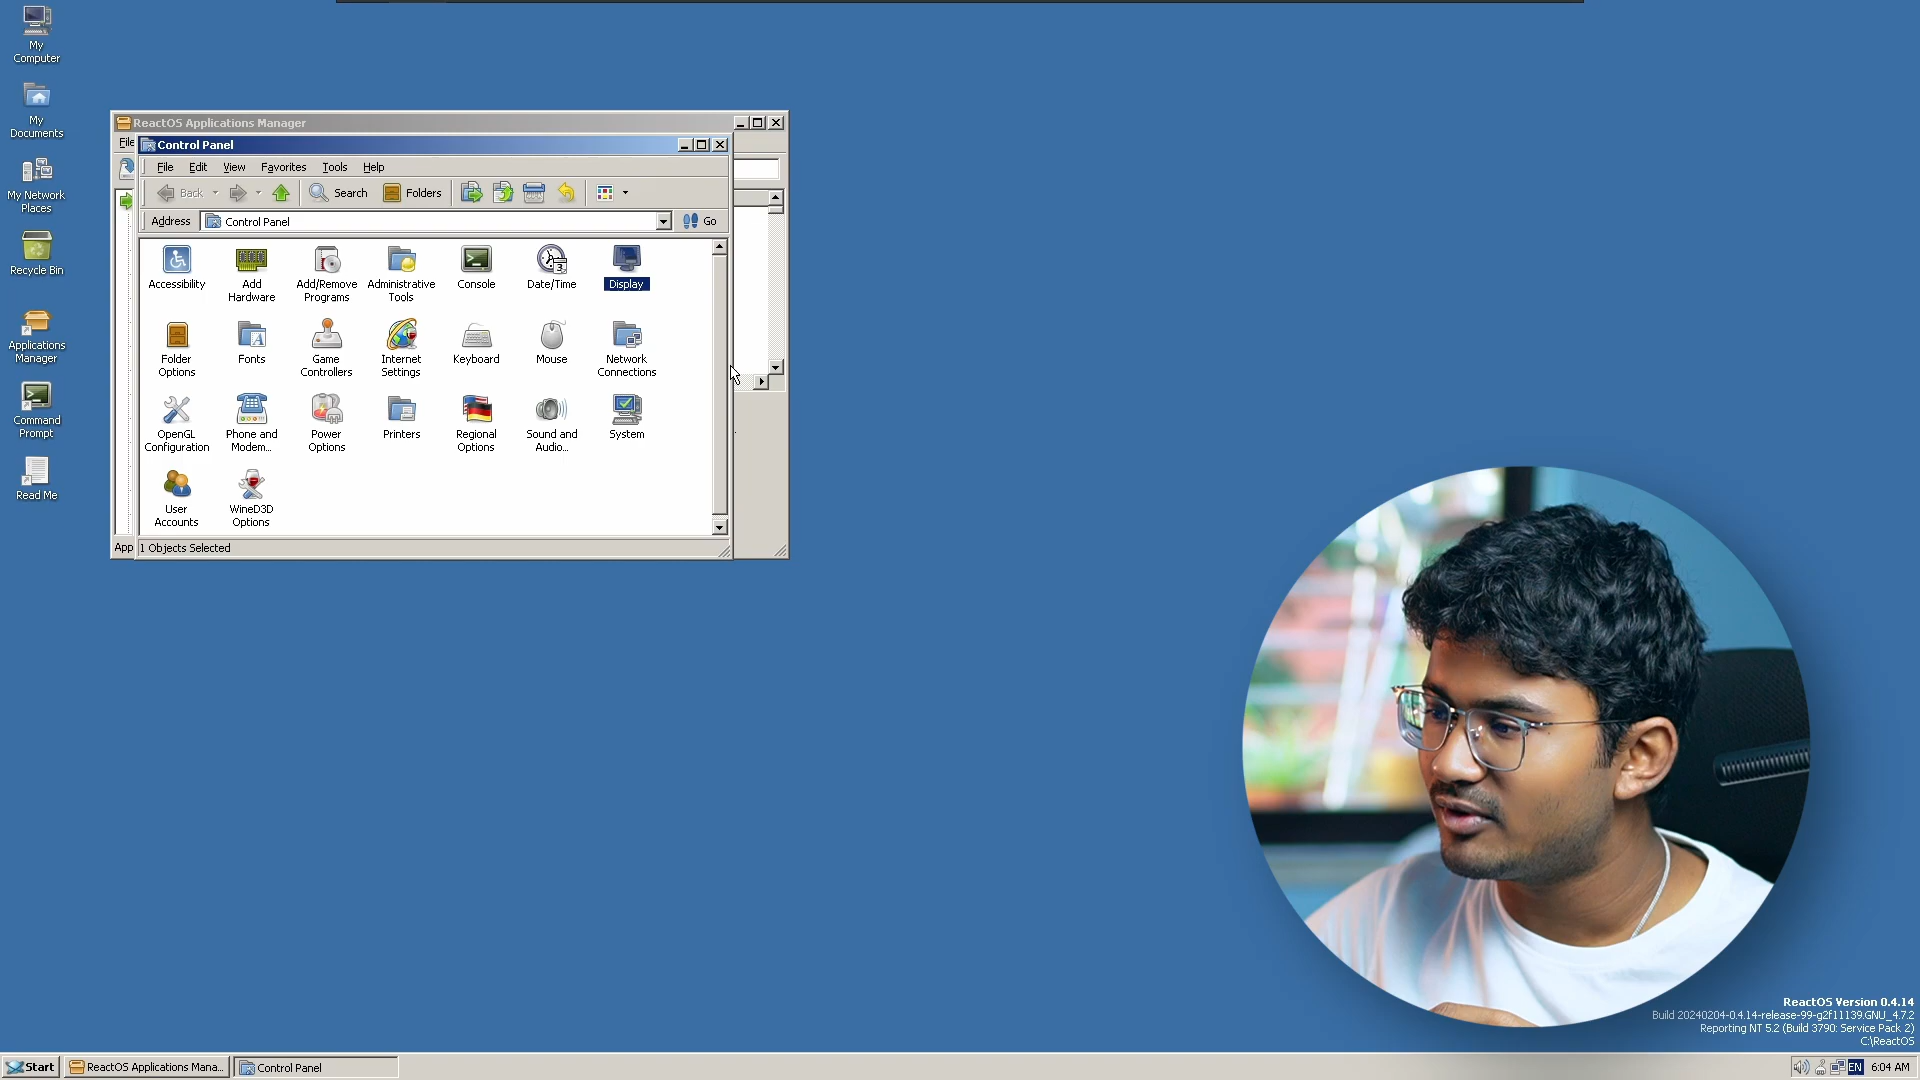 My
Computer
My
Documents
My Network
Places
Recycle Bin
Applications
Manager
Command
Prompt
Read Me
ReactOS Applications Manager
File
Control Panel
File Edit View Favorites Tools Help
Back Search Folders
Address Control Panel Go
Accessibility
Add
Hardware
Add/Remove
Programs
Administrative
Tools
Console
Date/Time
Display
Folder
Options
Fonts
Game
Controllers
Internet
Settings
Keyboard
Mouse
Network
Connections
OpenGL
Configuration
Phone and
Modem...
Power
Options
Printers
Regional
Options
Sound and
Audio...
System
User
Accounts
WineD3D
Options
App
1 Objects Selected
ReactOS Version 0.4.14
Build 20240204-0.4.14-release-99-g2f11139.GNU_4.7.2
Reporting NT 5.2 (Build 3790: Service Pack 2)
C:\ReactOS
Start ReactOS Applications Mana... Control Panel EN 6:04 AM